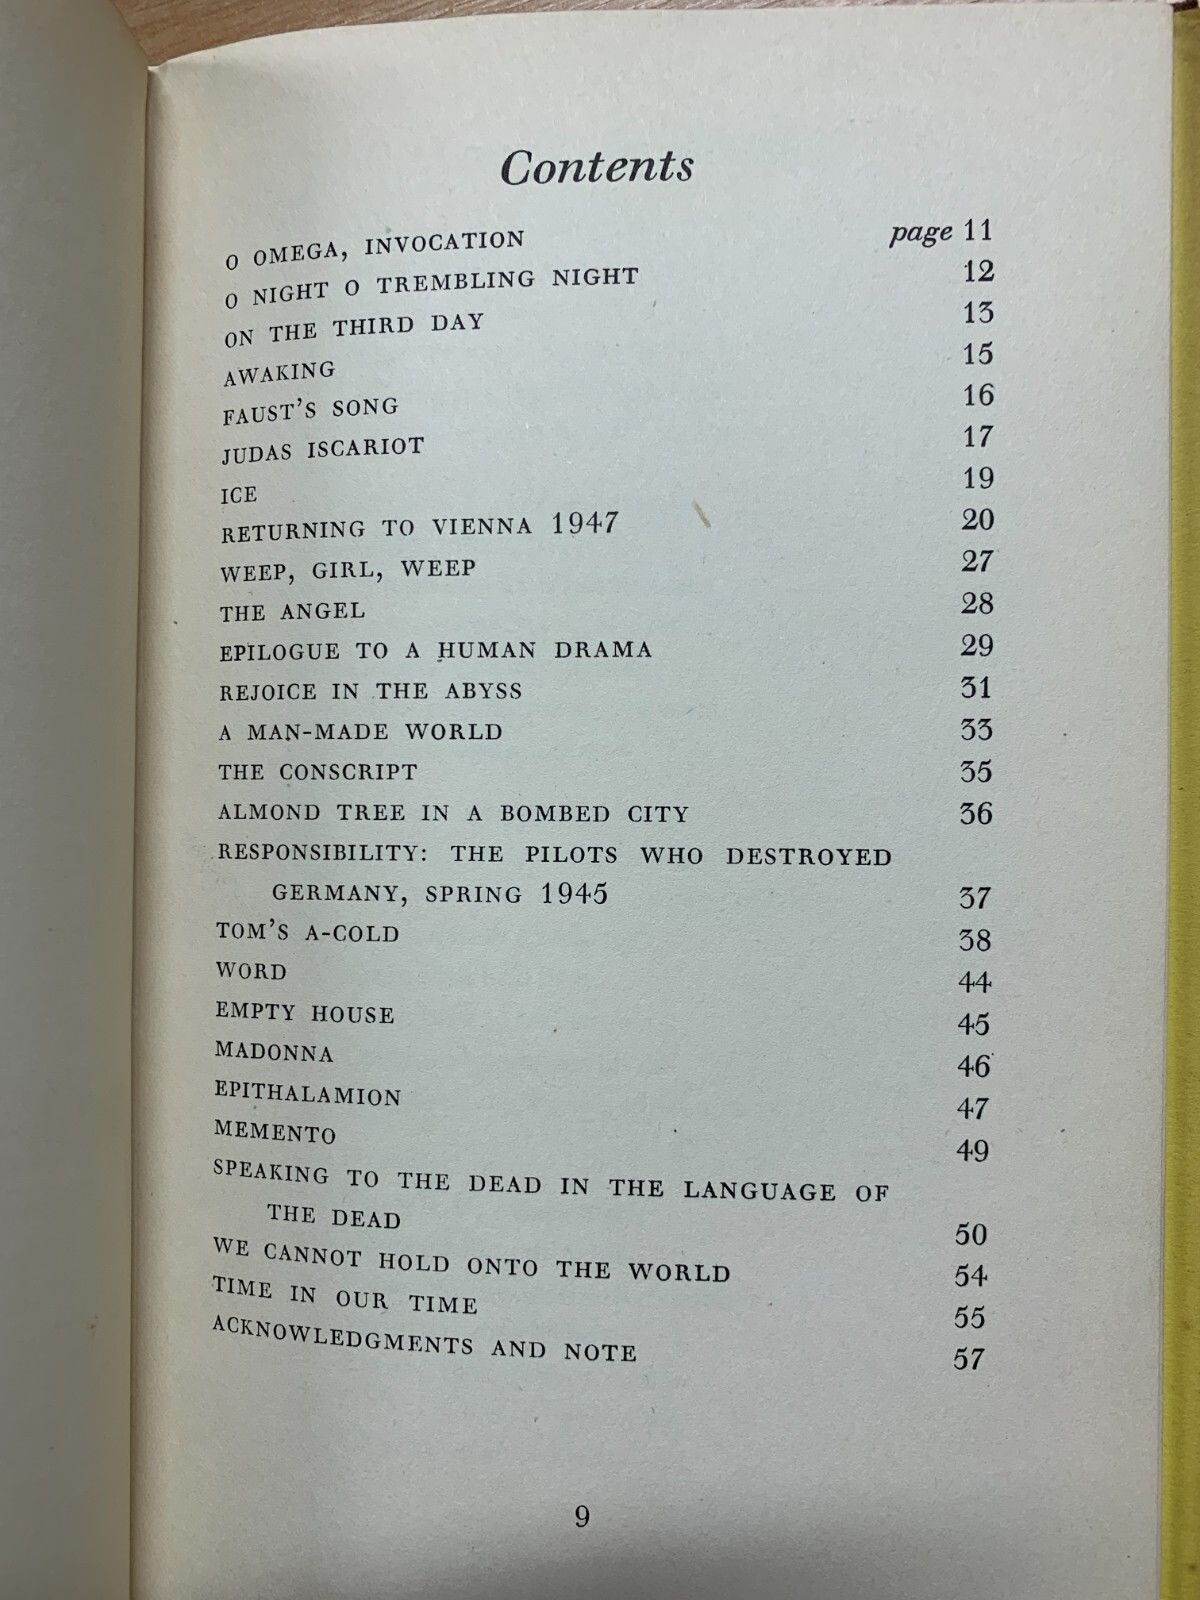 Contents
O OMEGA, INVOCATION page 11
O NIGHT O TREMBLING NIGHT 12
ON THE THIRD DAY 13
AWAKING 15
FAUST'S SONG 16
JUDAS ISCARIOT 17
ICE 19
RETURNING TO VIENNA 1947 20
WEEP, GIRL, WEEP 27
THE ANGEL 28
EPILOGUE TO A HUMAN DRAMA 29
REJOICE IN THE ABYSS 31
A MAN-MADE WORLD 33
THE CONSCRIPT 35
ALMOND TREE IN A BOMBED CITY 36
RESPONSIBILITY: THE PILOTS WHO DESTROYED
GERMANY, SPRING 1945 37
TOM'S A-COLD 38
WORD 44
EMPTY HOUSE 45
MADONNA 46
EPITHALAMION 47
MEMENTO 49
SPEAKING TO THE DEAD IN THE LANGUAGE OF
THE DEAD 50
WE CANNOT HOLD ONTO THE WORLD 54
TIME IN OUR TIME 55
ACKNOWLEDGMENTS AND NOTE 57
9